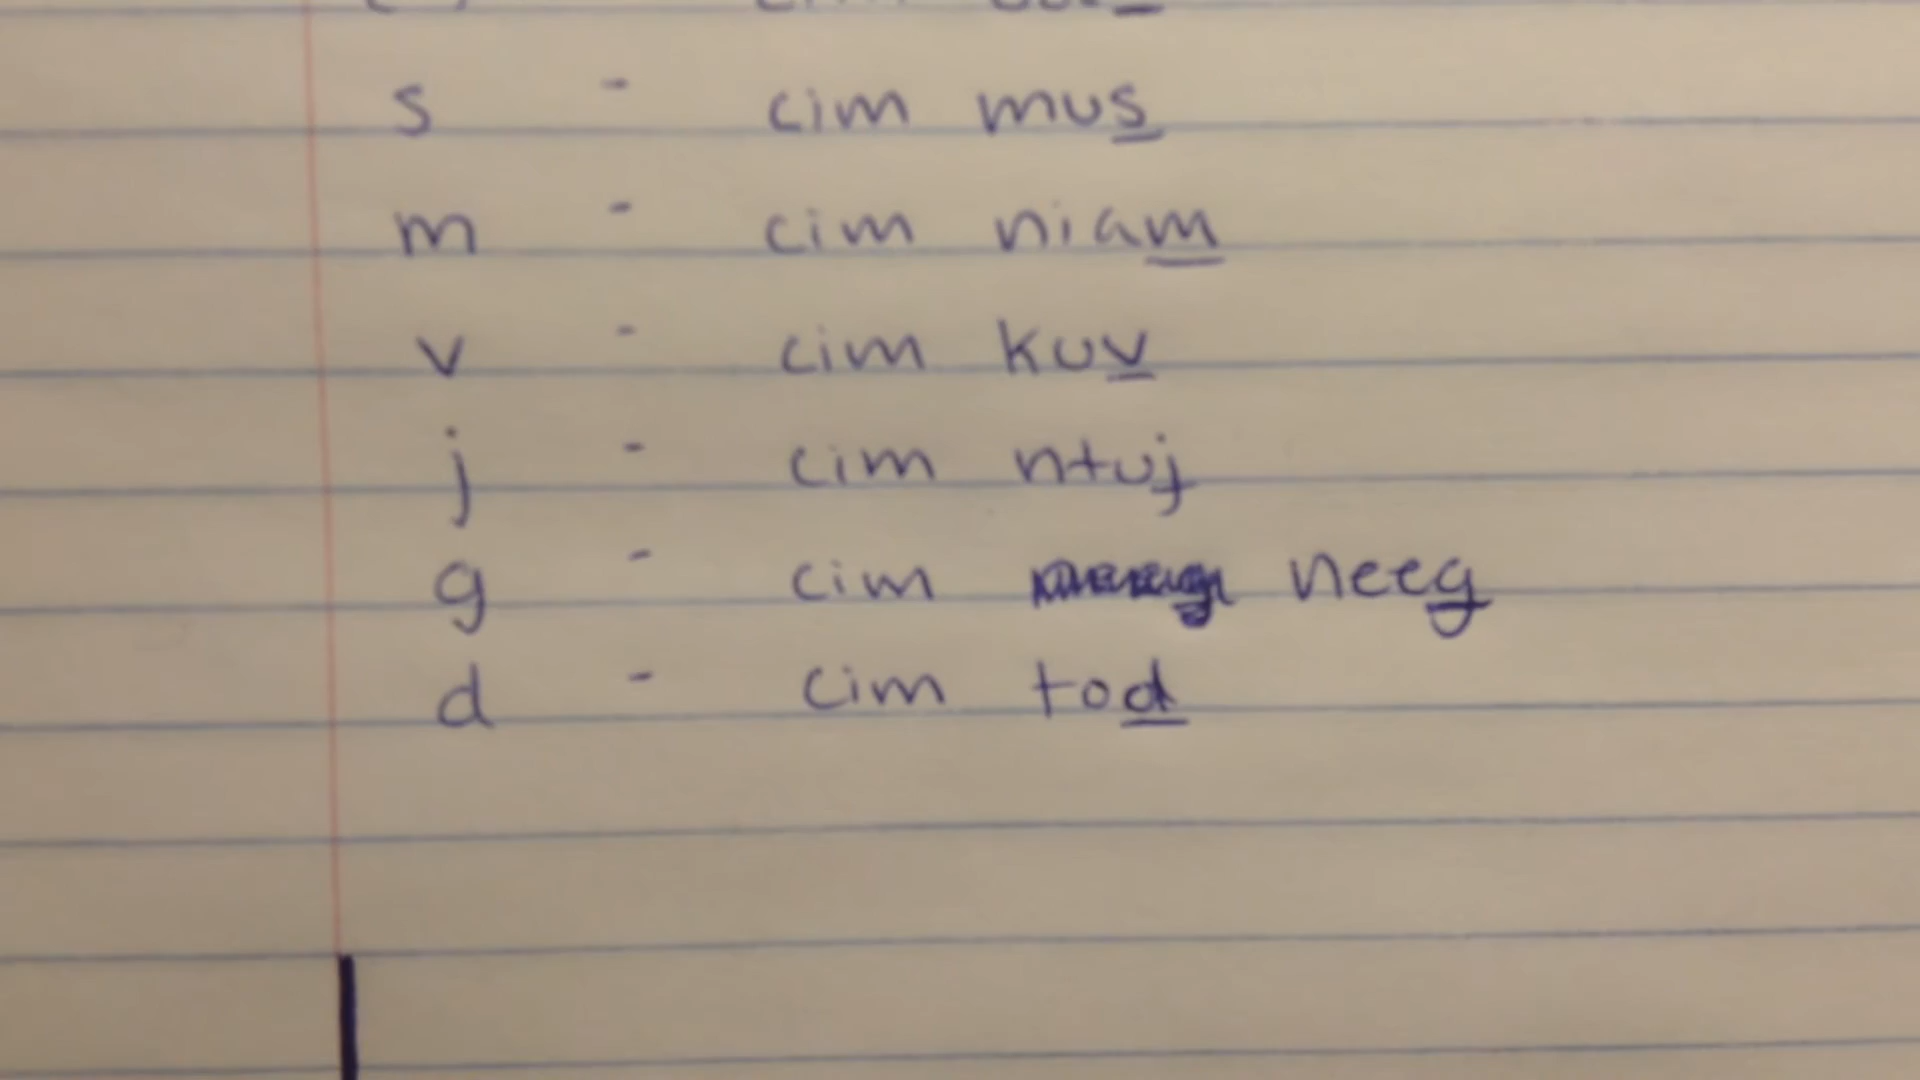 s - cim mus
m - cim niam
v - cim kuv
j - cim ntuj
g - cim neeg
d - cim tod